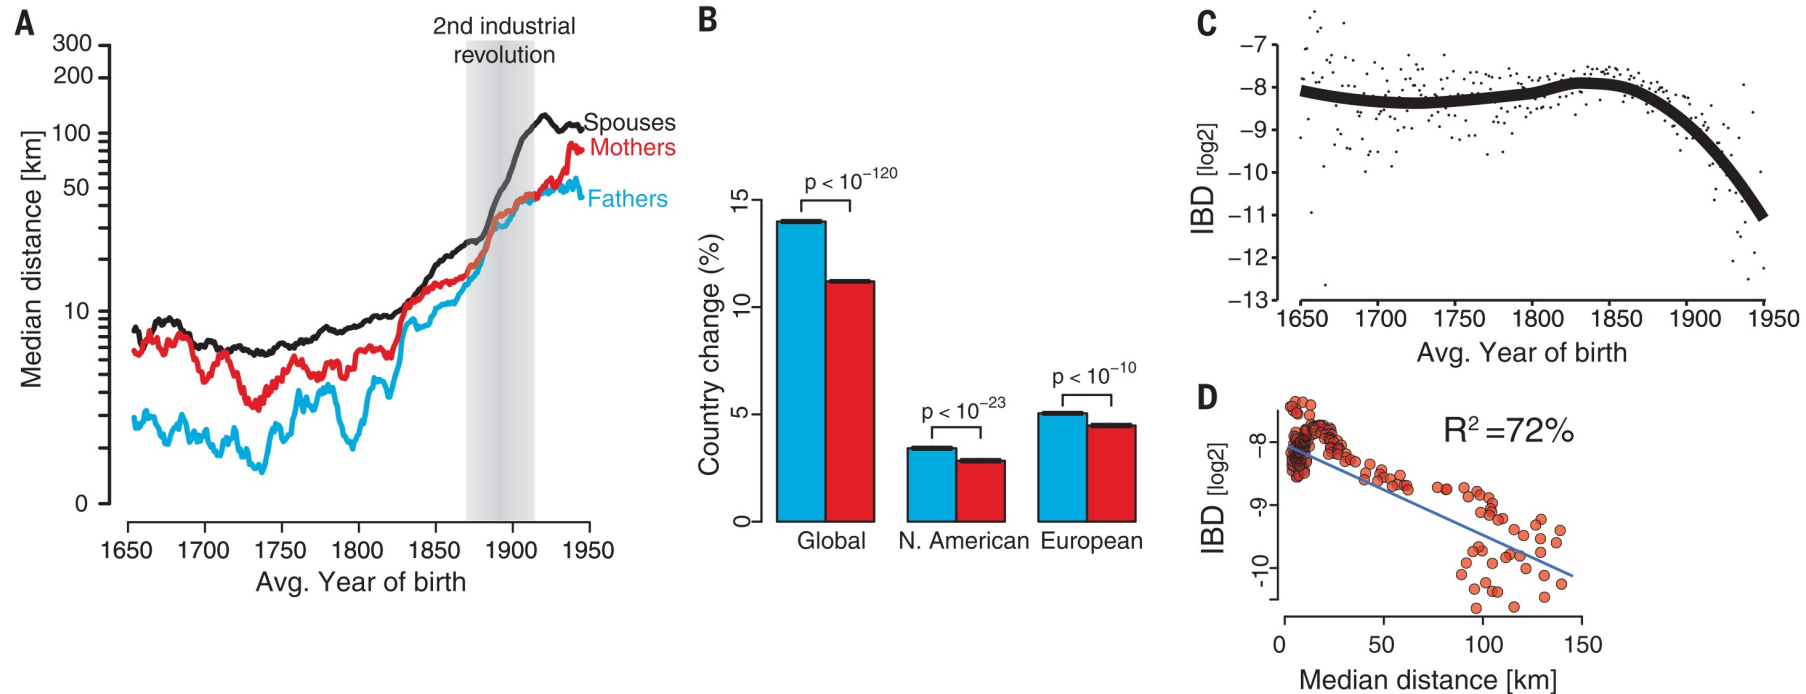 A
2nd industrial
revolution
300
200
100
50
10
0
Median distance [km]
Spouses
Mothers
Fathers
1650 1700 1750 1800 1850 1900 1950
Avg. Year of birth
B
Country change (%)
15
10
5
0
p < 10⁻¹²⁰
p < 10⁻²³
p < 10⁻¹⁰
Global N. American European
C
IBD [log2]
−7
−8
−9
−10
−11
−13
1650 1700 1750 1800 1850 1900 1950
Avg. Year of birth
D
R² =72%
IBD [log2]
-8
-9
-10
0 50 100 150
Median distance [km]